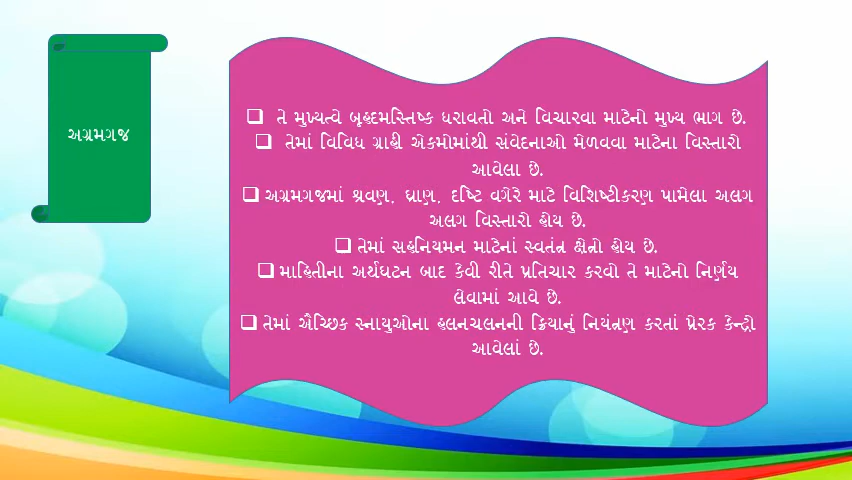 અગ્રમગજ
❑ તે મુખ્યત્વે બૃહદમસ્તિષ્ક ધરાવતો અને વિચારવા માટેનો મુખ્ય ભાગ છે.
❑ તેમાં વિવિધ ગ્રાહી એકમોમાંથી સંવેદનાઓ મેળવવા માટેના વિસ્તારો
આવેલા છે.
❑ અગ્રમગજમાં શ્રવણ, ઘ્રાણ, દષ્ટિ વગેરે માટે વિશિષ્ટીકરણ પામેલા અલગ
અલગ વિસ્તારો હોય છે.
❑ તેમાં સહનિયમન માટેનાં સ્વતંત્ર ક્ષેત્રો હોય છે.
❑ માહિતીના અર્થઘટન બાદ કેવી રીતે પ્રતિચાર કરવો તે માટેનો નિર્ણય
લેવામાં આવે છે.
❑ તેમાં ઐચ્છિક સ્નાયુઓના હલનચલનની ક્રિયાનું નિયંત્રણ કરતાં પ્રેરક કેન્દ્રો
આવેલાં છે.